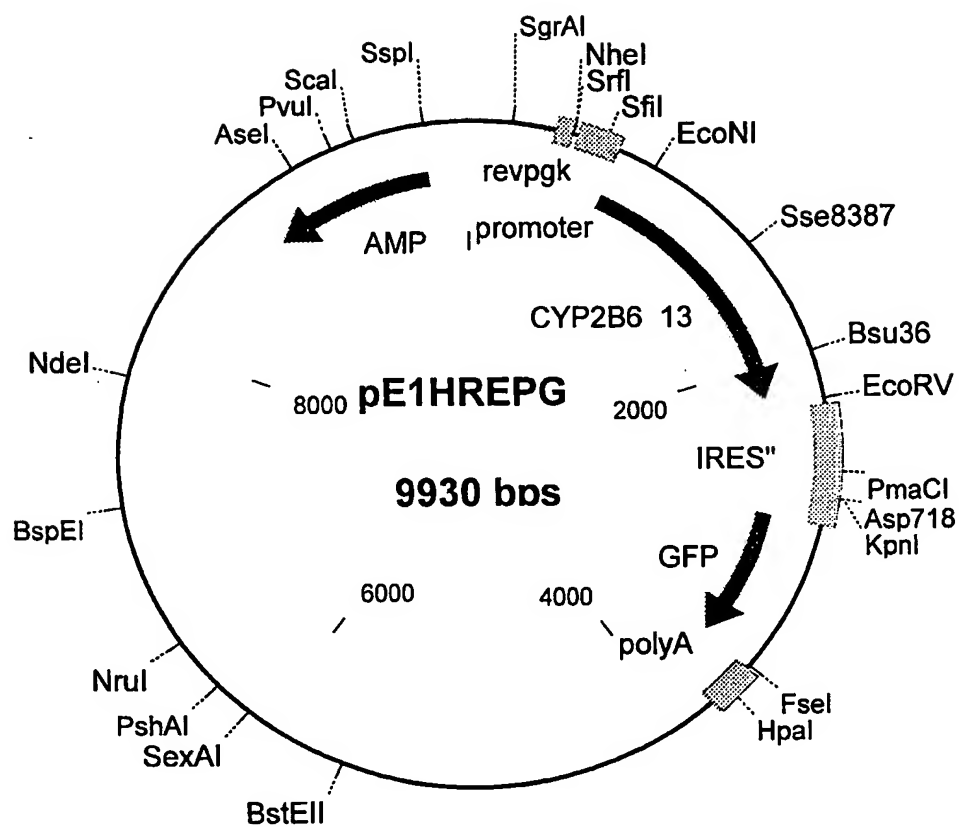 SgrAI
NheI
SspI
SrfI
ScaI
SfiI
PvuI
AseI
EcoNI
revpgk
promoter
AMP
Sse8387
CYP2B6 13
Bsu36
NdeI
EcoRV
8000
pE1HREPG
2000
IRES"
9930 bps
PmaCI
Asp718
KpnI
BspEI
GFP
6000
4000
polyA
NruI
FseI
PshAI
HpaI
SexAI
BstEII